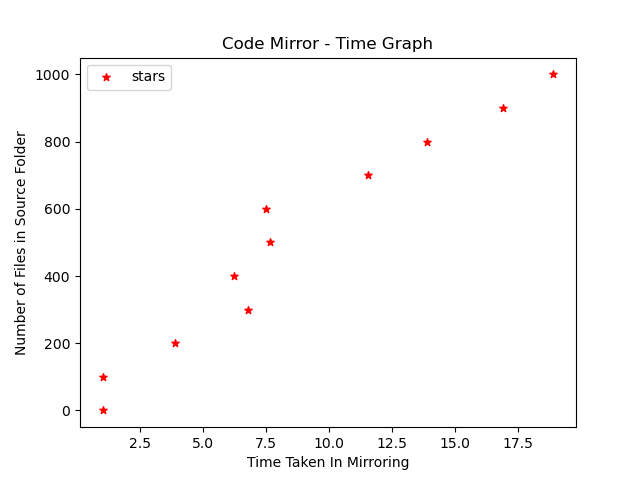 Code Mirror - Time Graph
stars
1000
800
600
400
200
0
Number of Files in Source Folder
2.5 5.0 7.5 10.0 12.5 15.0 17.5
Time Taken In Mirroring